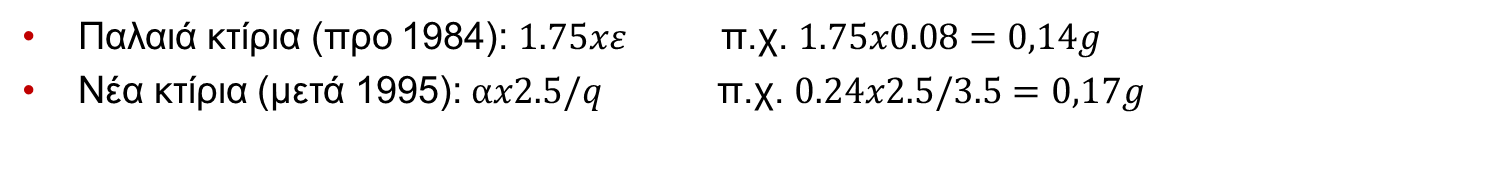 • Παλαιά κτίρια (προ 1984): 1.75xε π.χ. 1.75x0.08 = 0,14g
• Νέα κτίρια (μετά 1995): αx2.5/q π.χ. 0.24x2.5/3.5 = 0,17g